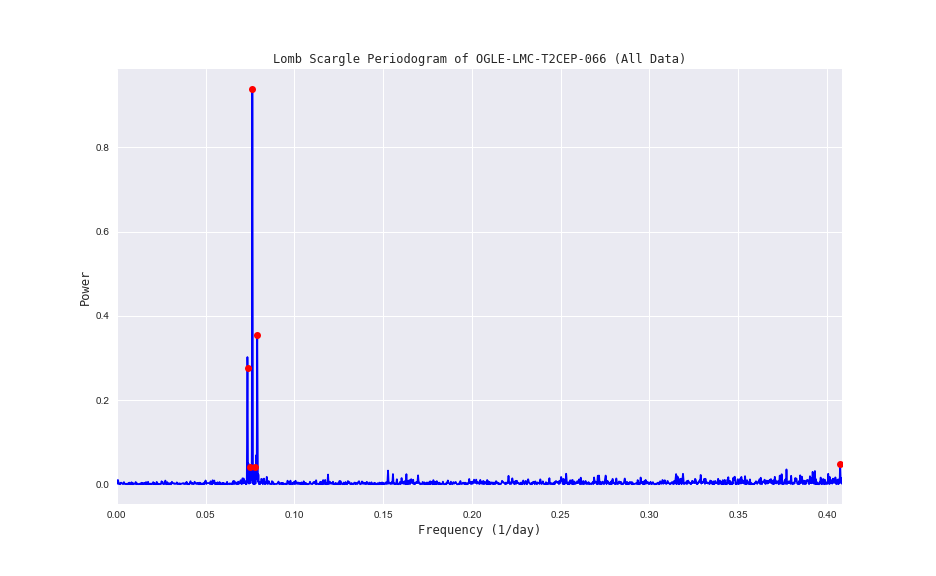 Lomb Scargle Periodogram of OGLE-LMC-T2CEP-066 (All Data)
Power
0.8
0.6
0.4
0.2
0.0
0.00 0.05 0.10 0.15 0.20 0.25 0.30 0.35 0.40
Frequency (1/day)